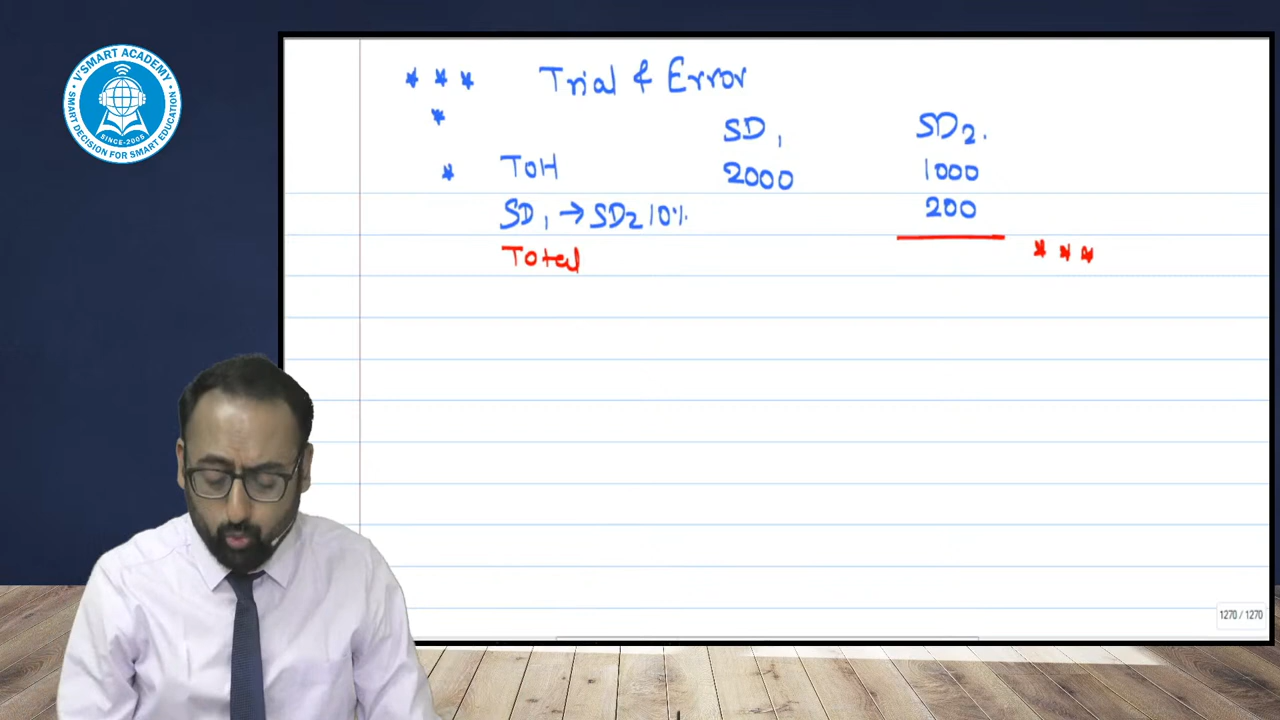 V'SMART ACADEMY
SINCE-2005
SMART DECISION FOR SMART EDUCATION
Trial & Error
SD1 SD2.
TOH 2000 1000
SD1 → SD2 10% 200
Total
1270 / 1270